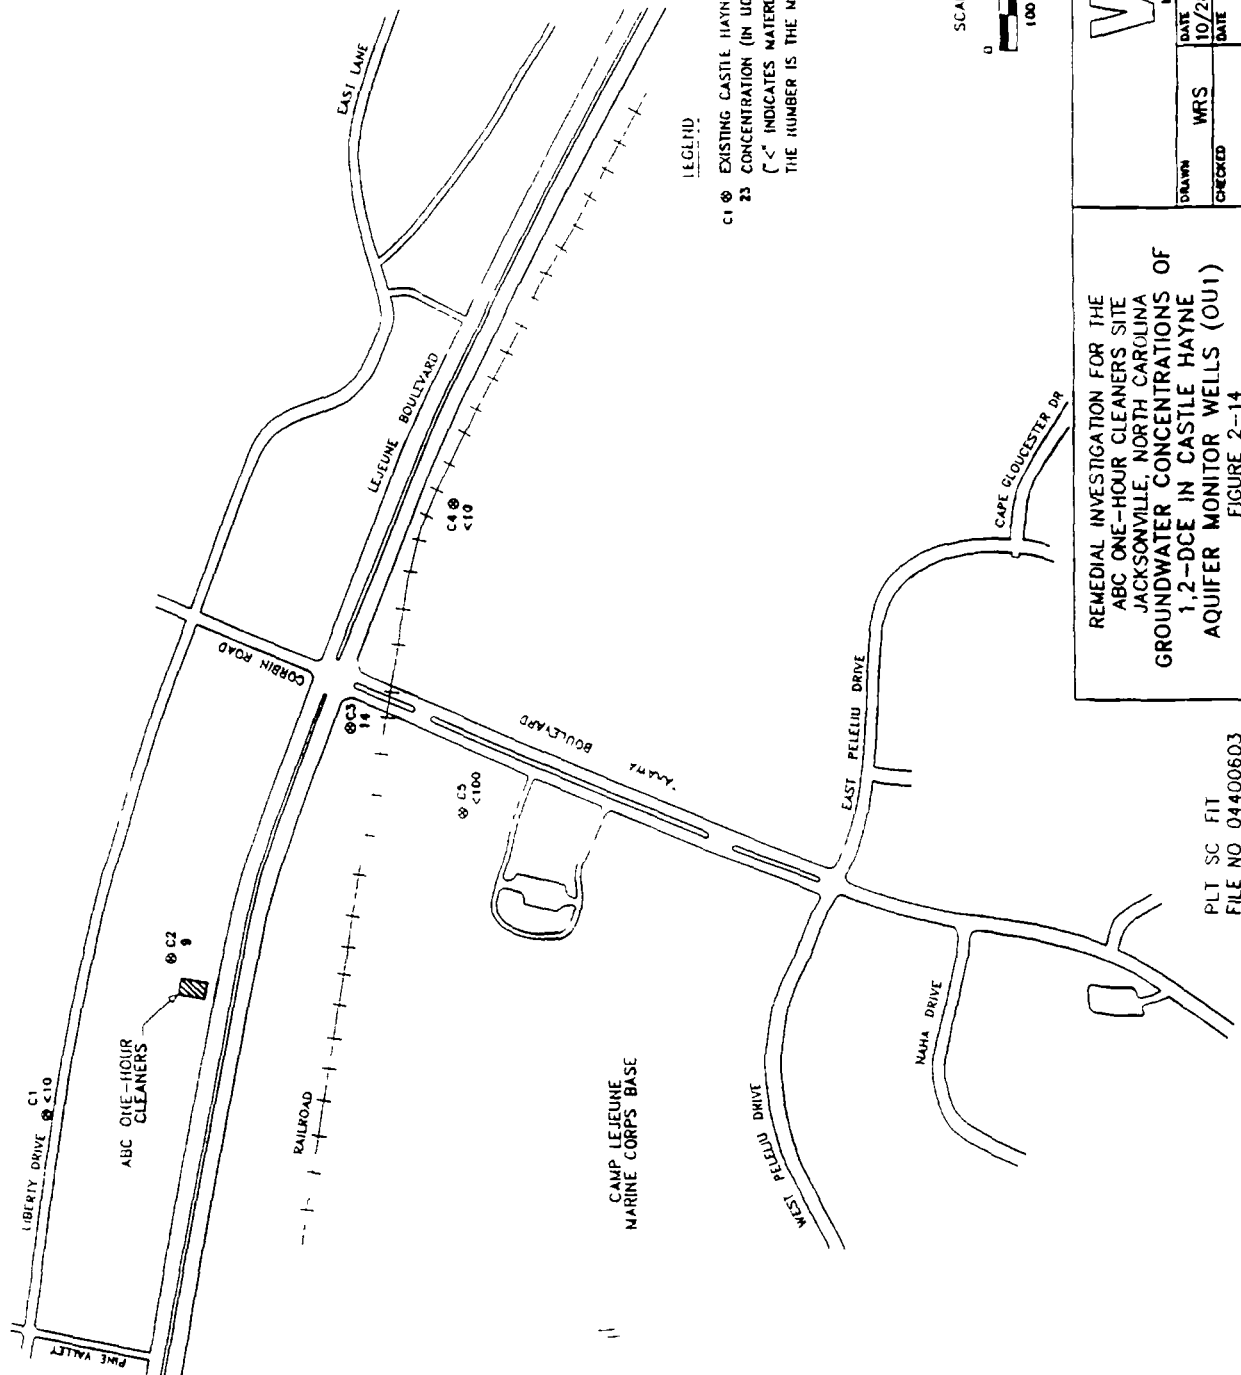 EAST LANE
LEJEUNE BOULEVARD
CORBIN ROAD
C4
<10
C3
14
C5
<100
BOULEVARD
C2
9
ABC ONE-HOUR
CLEANERS
C1
<10
LIBERTY DRIVE
PINE VALLEY
RAILROAD
CAMP LEJEUNE
MARINE CORPS BASE
WEST PELELIU DRIVE
EAST PELELIU DRIVE
CAPE GLOUCESTER DR
NAHA DRIVE
LEGEND
C1 EXISTING CASTLE HAYN
23 CONCENTRATION (IN UG
("<" INDICATES MATERI
THE NUMBER IS THE M
SCA
0
100
REMEDIAL INVESTIGATION FOR THE
ABC ONE-HOUR CLEANERS SITE
JACKSONVILLE, NORTH CAROLINA
GROUNDWATER CONCENTRATIONS OF
1,2-DCE IN CASTLE HAYNE
AQUIFER MONITOR WELLS (OU1)
FIGURE 2-14
DRAWN
WRS
DATE
10/2
CHECKED
DATE
PLT SC FIT
FILE NO 04400603